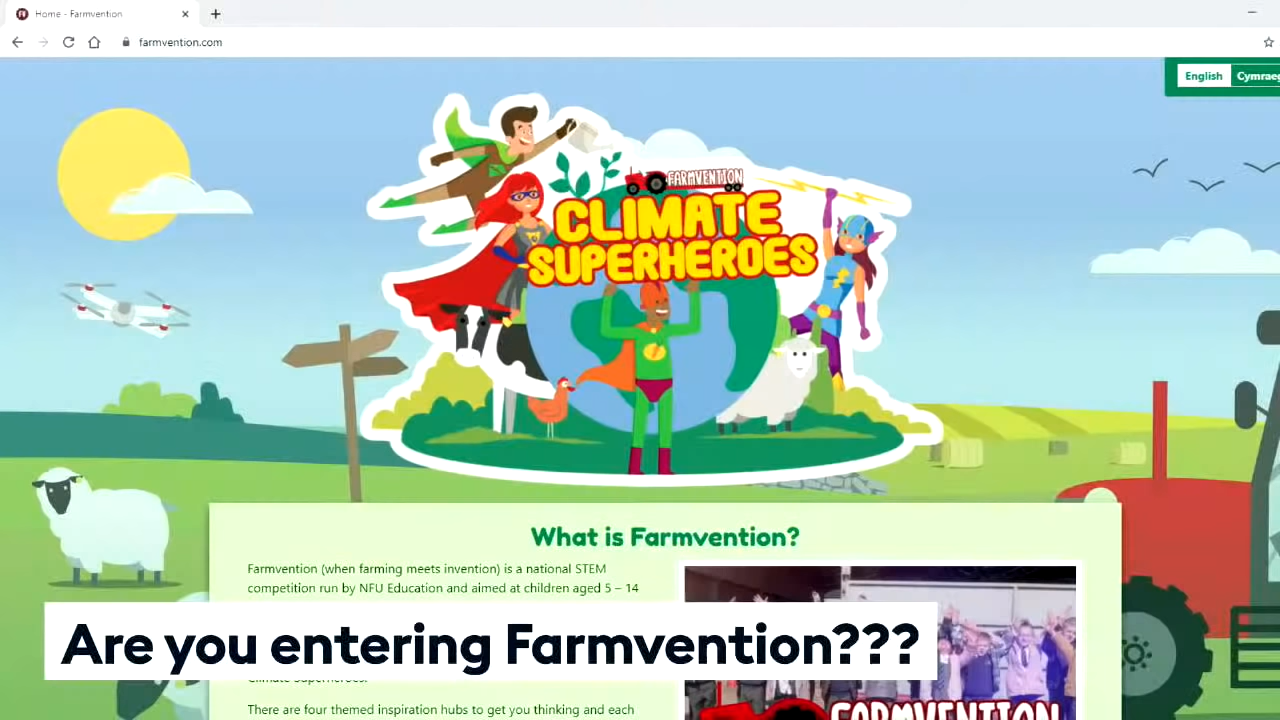 Home - Farmvention
farmvention.com
English Cymraeg
FARMVENTION
CLIMATE
SUPERHEROES
What is Farmvention?
Farmvention (when farming meets invention) is a national STEM
competition run by NFU Education and aimed at children aged 5 – 14
Are you entering Farmvention???
Climate Superheroes.
There are four themed inspiration hubs to get you thinking and each
FARMVENTION